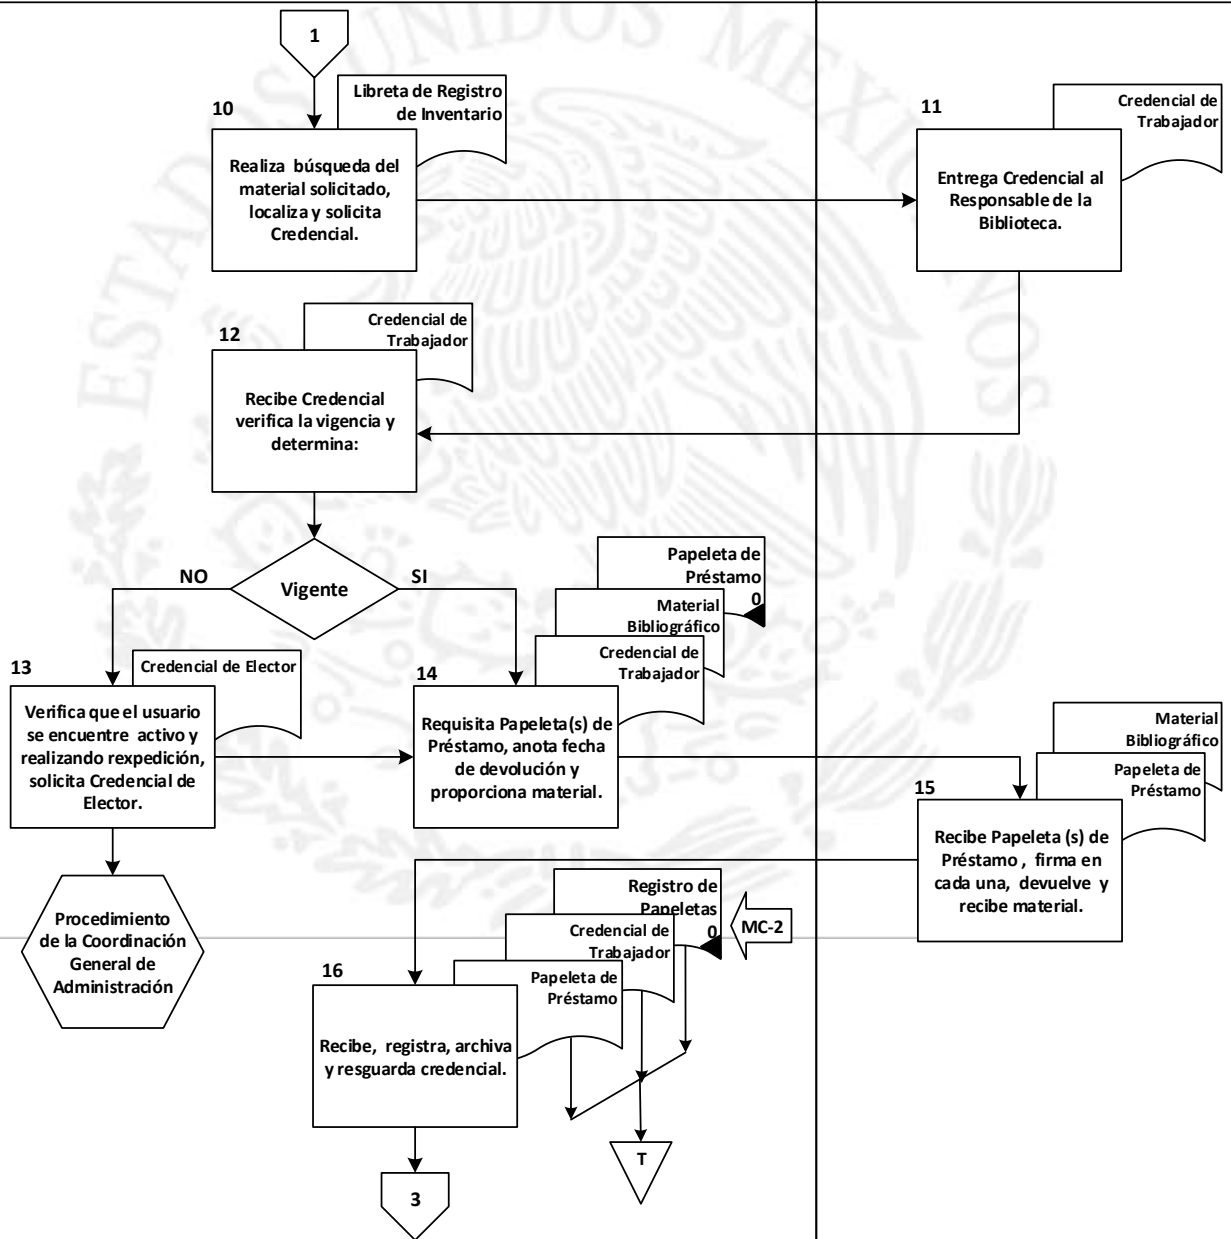 ESTADOS UNIDOS MEXICANOS
1
10
Libreta de Registro
de Inventario
Realiza búsqueda del
material solicitado,
localiza y solicita
Credencial.
11
Credencial de
Trabajador
Entrega Credencial al
Responsable de la
Biblioteca.
12
Credencial de
Trabajador
Recibe Credencial
verifica la vigencia y
determina:
NO
Vigente
SI
13
Credencial de Elector
Verifica que el usuario
se encuentre activo y
realizando rexpedición,
solicita Credencial de
Elector.
14
Papeleta de
Préstamo
0
Material
Bibliográfico
Credencial de
Trabajador
Requisita Papeleta(s) de
Préstamo, anota fecha
de devolución y
proporciona material.
15
Material
Bibliográfico
Papeleta de
Préstamo
Recibe Papeleta (s) de
Préstamo , firma en
cada una, devuelve y
recibe material.
Procedimiento
de la Coordinación
General de
Administración
16
Registro de
Papeletas
0
MC-2
Credencial de
Trabajador
Papeleta de
Préstamo
Recibe, registra, archiva
y resguarda credencial.
T
3